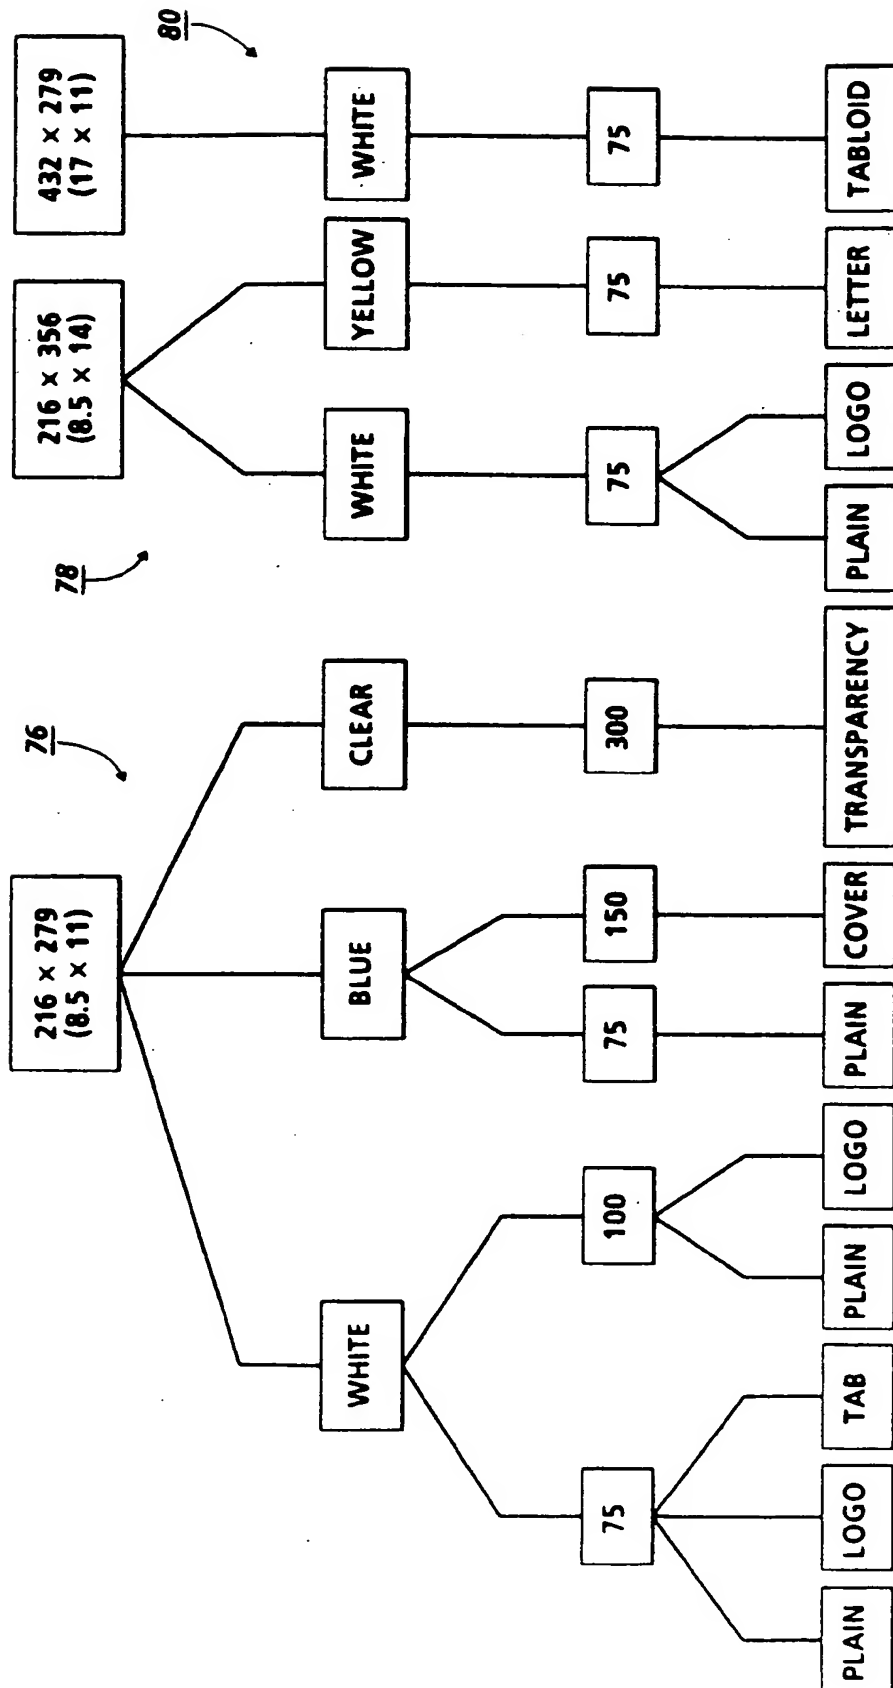 76
78
80
216 × 279
(8.5 × 11)
216 × 356
(8.5 × 14)
432 × 279
(17 × 11)
WHITE
BLUE
CLEAR
WHITE
YELLOW
WHITE
75
100
75
150
300
75
75
75
PLAIN
LOGO
TAB
PLAIN
LOGO
PLAIN
COVER
TRANSPARENCY
PLAIN
LOGO
LETTER
TABLOID